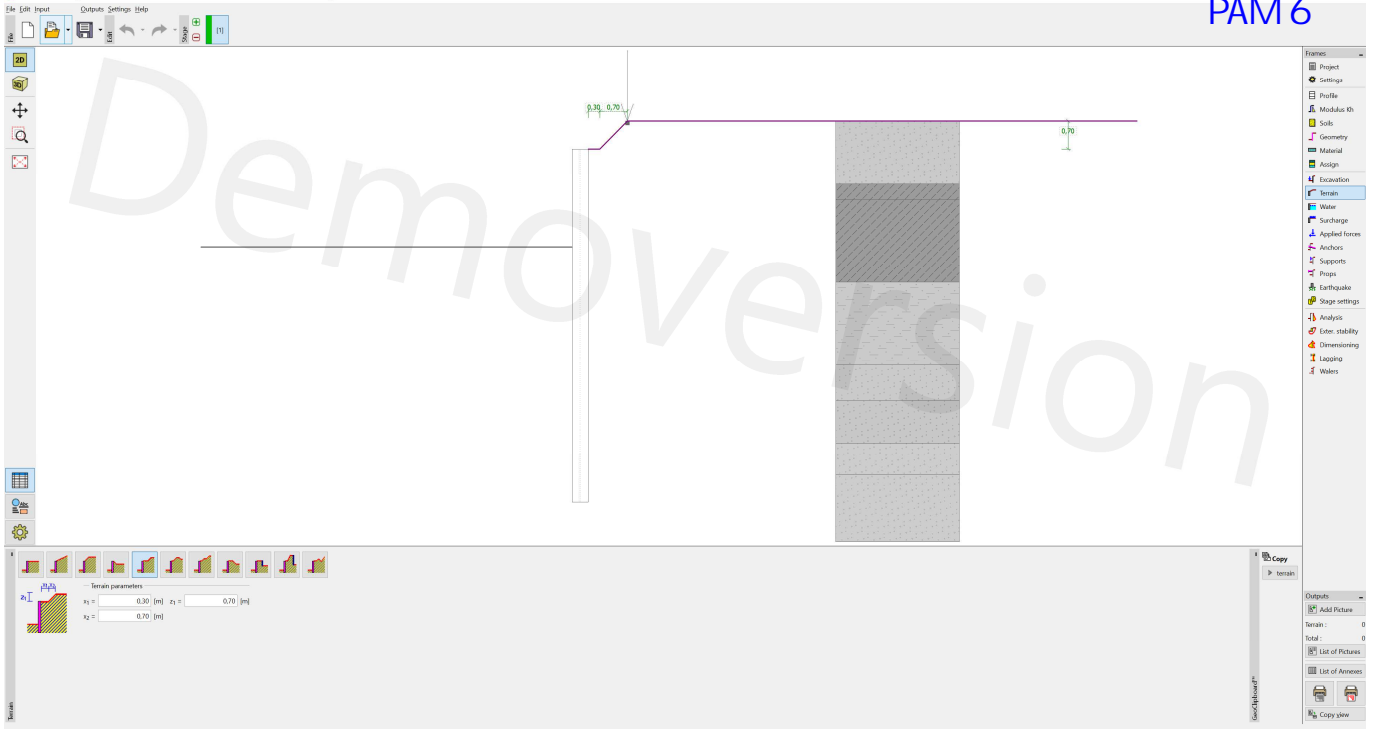 PAM 6
File Edit Input Outputs Settings Help
File
Edit
Stage
[1]
2D
3D
Abc
Demoversion
0,30 0,70
0,70
Frames
Project
Settings
Profile
Modulus Kh
Soils
Geometry
Material
Assign
Excavation
Terrain
Water
Surcharge
Applied forces
Anchors
Supports
Props
Earthquake
Stage settings
Analysis
Exter. stability
Dimensioning
Lagging
Walers
Terrain
x₁ x₂
z₁
Terrain parameters
x₁ = 0,30 [m] z₁ = 0,70 [m]
x₂ = 0,70 [m]
GeoClipboard™
Copy
terrain
Outputs
Add Picture
Terrain : 0
Total : 0
List of Pictures
List of Annexes
Copy view